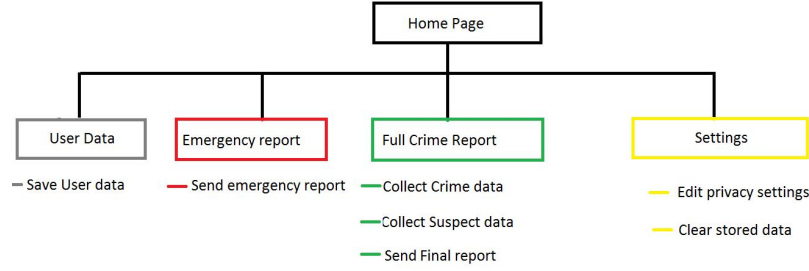 Home Page
User Data
Emergency report
Full Crime Report
Settings
Save User data
Send emergency report
Collect Crime data
Collect Suspect data
Send Final report
Edit privacy settings
Clear stored data